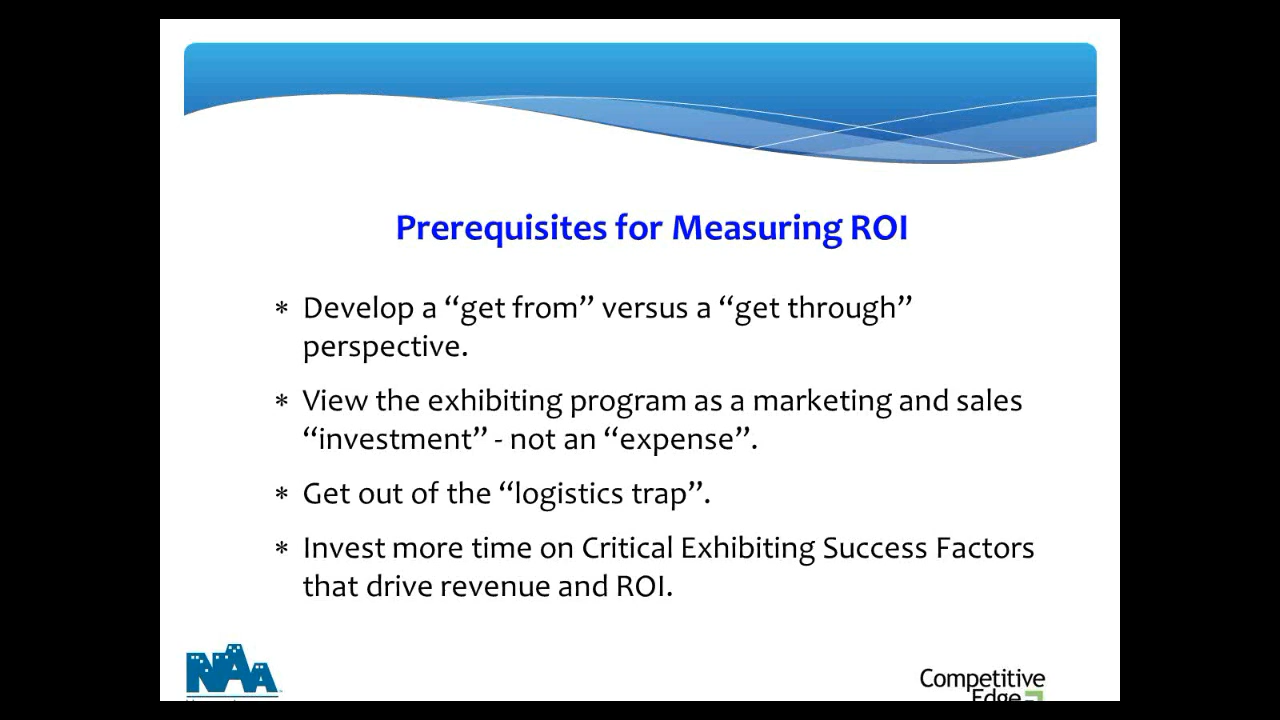 Prerequisites for Measuring ROI
* Develop a “get from” versus a “get through”
perspective.
* View the exhibiting program as a marketing and sales
“investment” - not an “expense”.
* Get out of the “logistics trap”.
* Invest more time on Critical Exhibiting Success Factors
that drive revenue and ROI.
NAA
Competitive
Edge